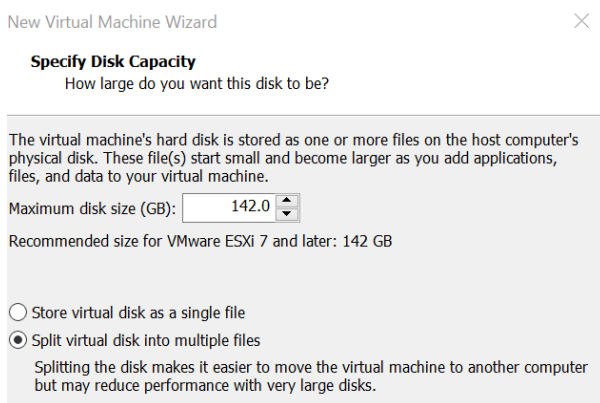 New Virtual Machine Wizard
Specify Disk Capacity
How large do you want this disk to be?
The virtual machine's hard disk is stored as one or more files on the host computer's
physical disk. These file(s) start small and become larger as you add applications,
files, and data to your virtual machine.
Maximum disk size (GB): 142.0
Recommended size for VMware ESXi 7 and later: 142 GB
Store virtual disk as a single file
Split virtual disk into multiple files
Splitting the disk makes it easier to move the virtual machine to another computer
but may reduce performance with very large disks.